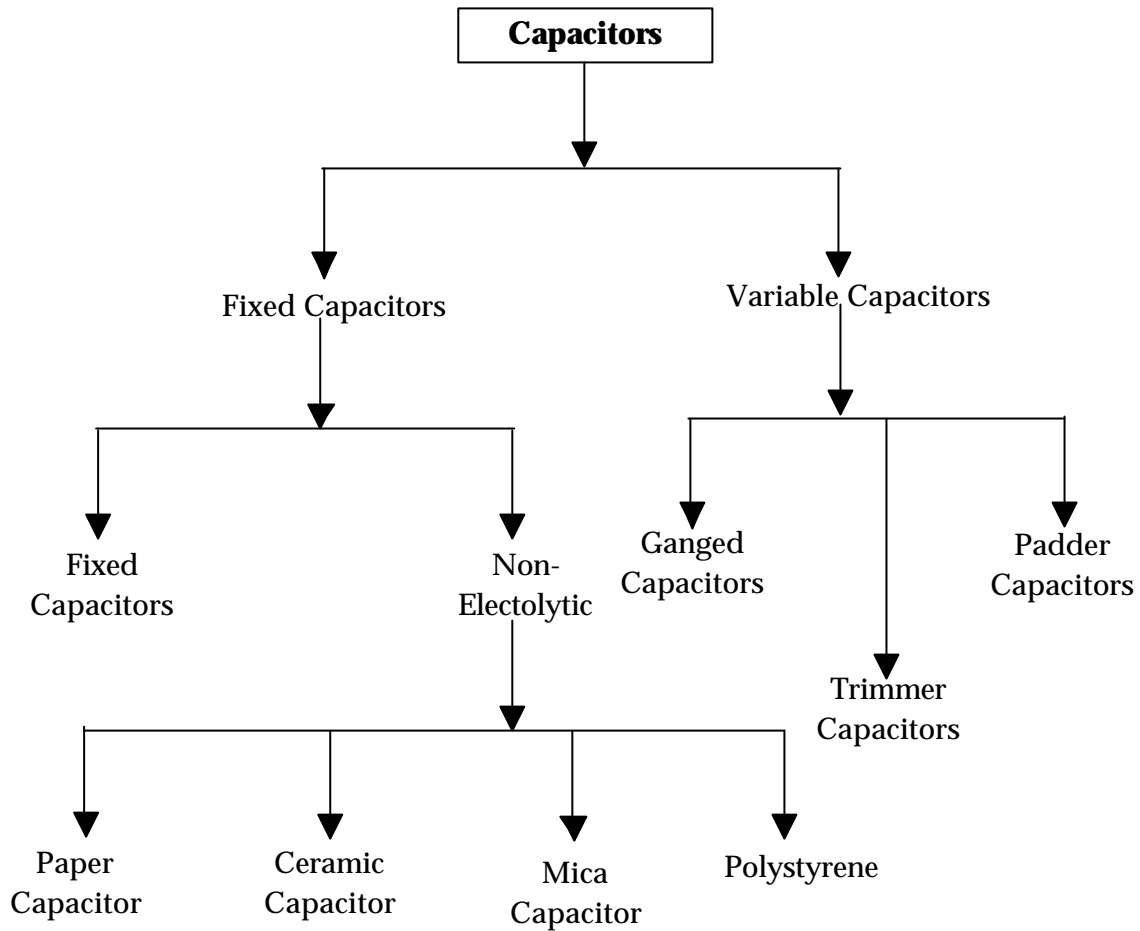 Capacitors
Fixed Capacitors
Variable Capacitors
Fixed
Capacitors
Non-
Electolytic
Ganged
Capacitors
Padder
Capacitors
Trimmer
Capacitors
Paper
Capacitor
Ceramic
Capacitor
Mica
Capacitor
Polystyrene